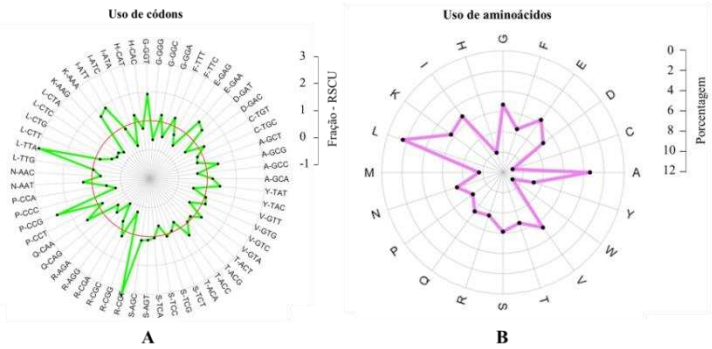 Uso de códons
Uso de aminoácidos
G-GGT
G-GGG
G-GGC
G-GGA
F-TTT
F-TTC
E-GAG
E-GAA
D-GAT
D-GAC
C-TGT
C-TGC
A-GCT
A-GCG
A-GCC
A-GCA
Y-TAT
Y-TAC
V-GTT
V-GTG
V-GTC
V-GTA
T-ACT
T-ACG
T-ACC
T-ACA
S-TCT
S-TCG
S-TCC
S-TCA
S-AGT
S-AGC
R-CGT
R-CGG
R-CGC
R-CGA
R-AGG
R-AGA
Q-CAG
Q-CAA
P-CCT
P-CCG
P-CCC
P-CCA
N-AAT
N-AAC
L-TTG
L-TTA
L-CTT
L-CTG
L-CTC
L-CTA
K-AAG
K-AAA
I-ATT
I-ATC
I-ATA
H-CAT
H-CAC
3
2
1
0
-1
Fração - RSCU
G
F
E
D
C
A
Y
W
V
T
S
R
Q
P
N
M
L
K
I
H
0
2
4
6
8
10
12
Porcentagem
A
B